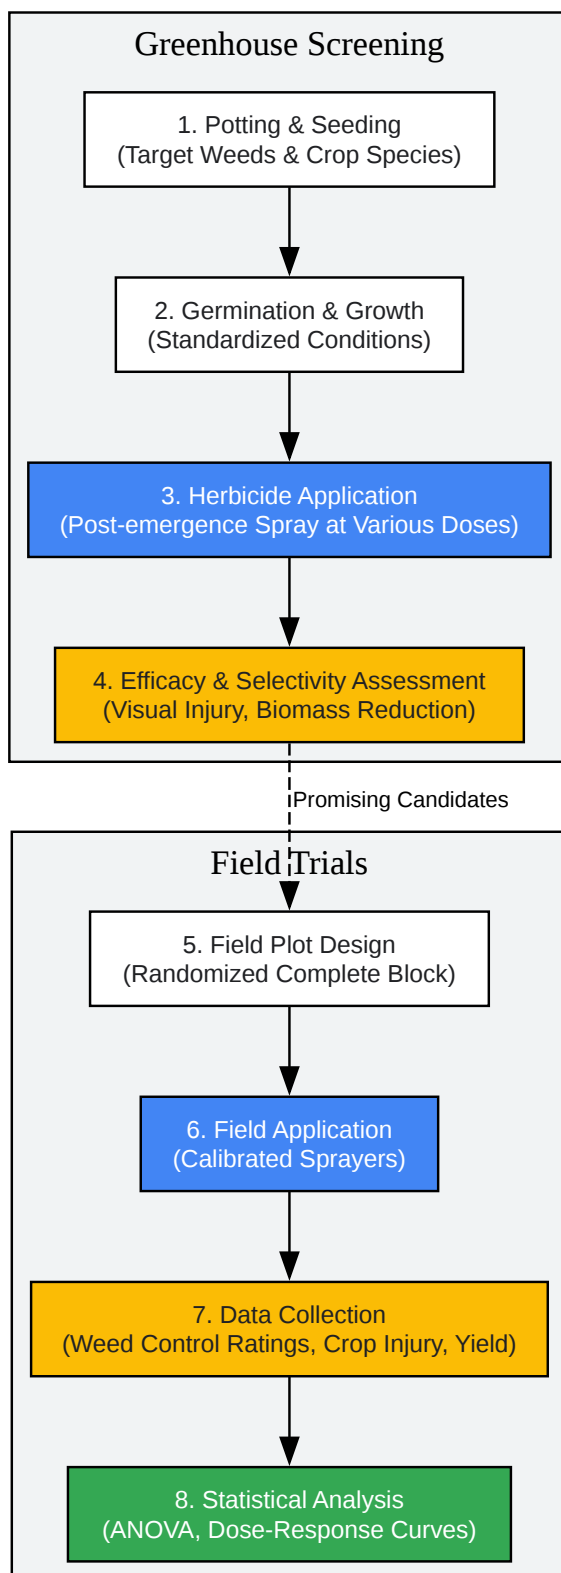 Greenhouse Screening
1. Potting & Seeding
(Target Weeds & Crop Species)
2. Germination & Growth
(Standardized Conditions)
3. Herbicide Application
(Post-emergence Spray at Various Doses)
4. Efficacy & Selectivity Assessment
(Visual Injury, Biomass Reduction)
Promising Candidates
Field Trials
5. Field Plot Design
(Randomized Complete Block)
6. Field Application
(Calibrated Sprayers)
7. Data Collection
(Weed Control Ratings, Crop Injury, Yield)
8. Statistical Analysis
(ANOVA, Dose-Response Curves)